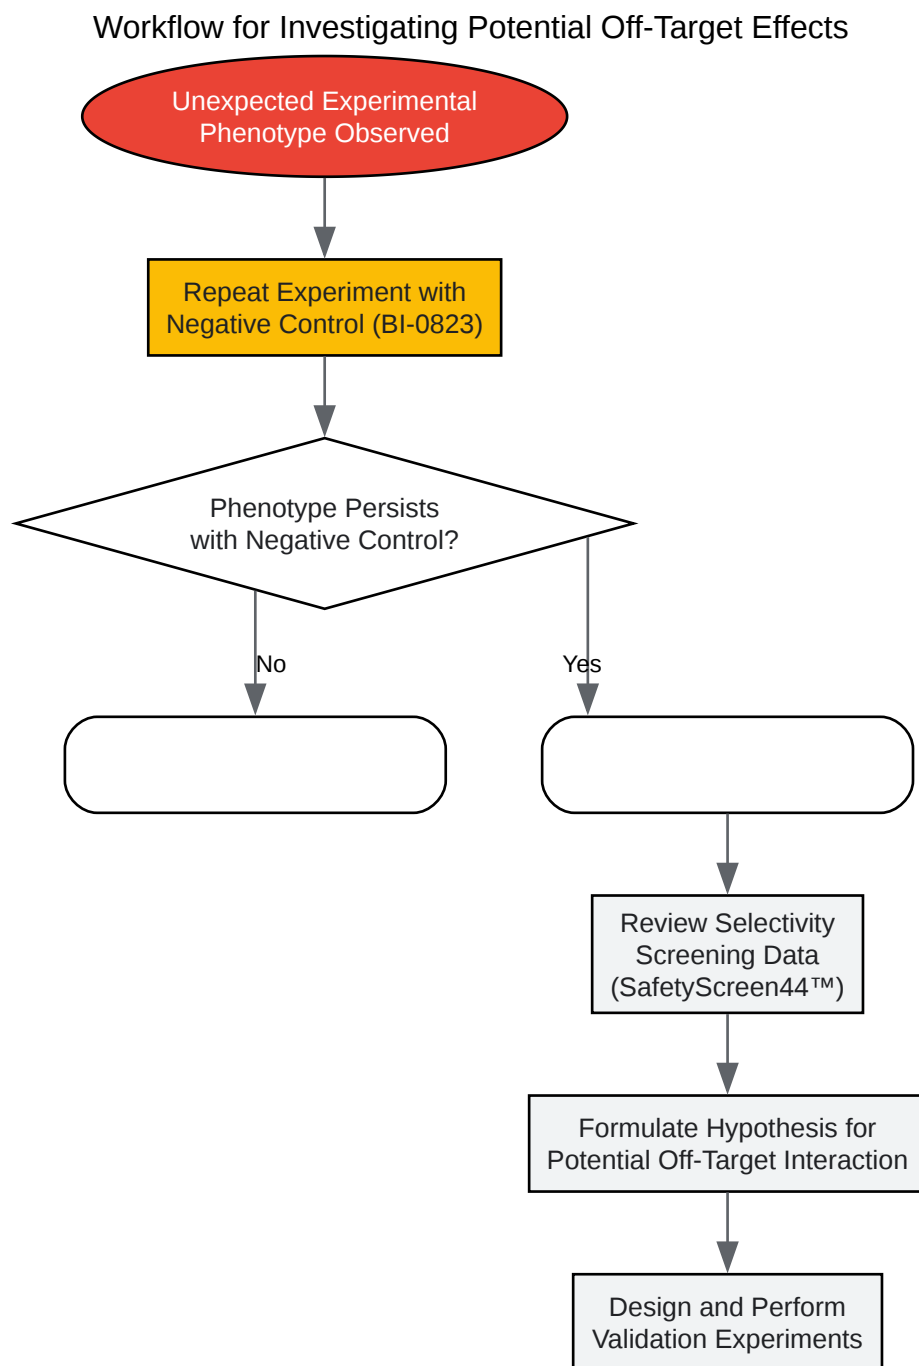 Workflow for Investigating Potential Off-Target Effects
Unexpected Experimental
Phenotype Observed
Repeat Experiment with
Negative Control (BI-0823)
Phenotype Persists
with Negative Control?
No
Yes
Review Selectivity
Screening Data
(SafetyScreen44™)
Formulate Hypothesis for
Potential Off-Target Interaction
Design and Perform
Validation Experiments